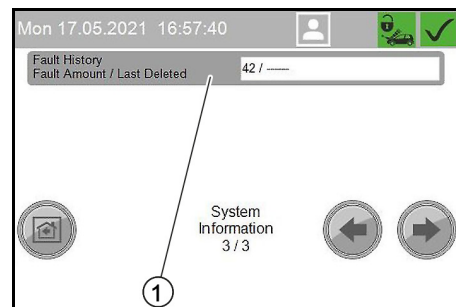 Mon 17.05.2021 16:57:40
Fault History
Fault Amount / Last Deleted
42 / -------
System
Information
3 / 3
1